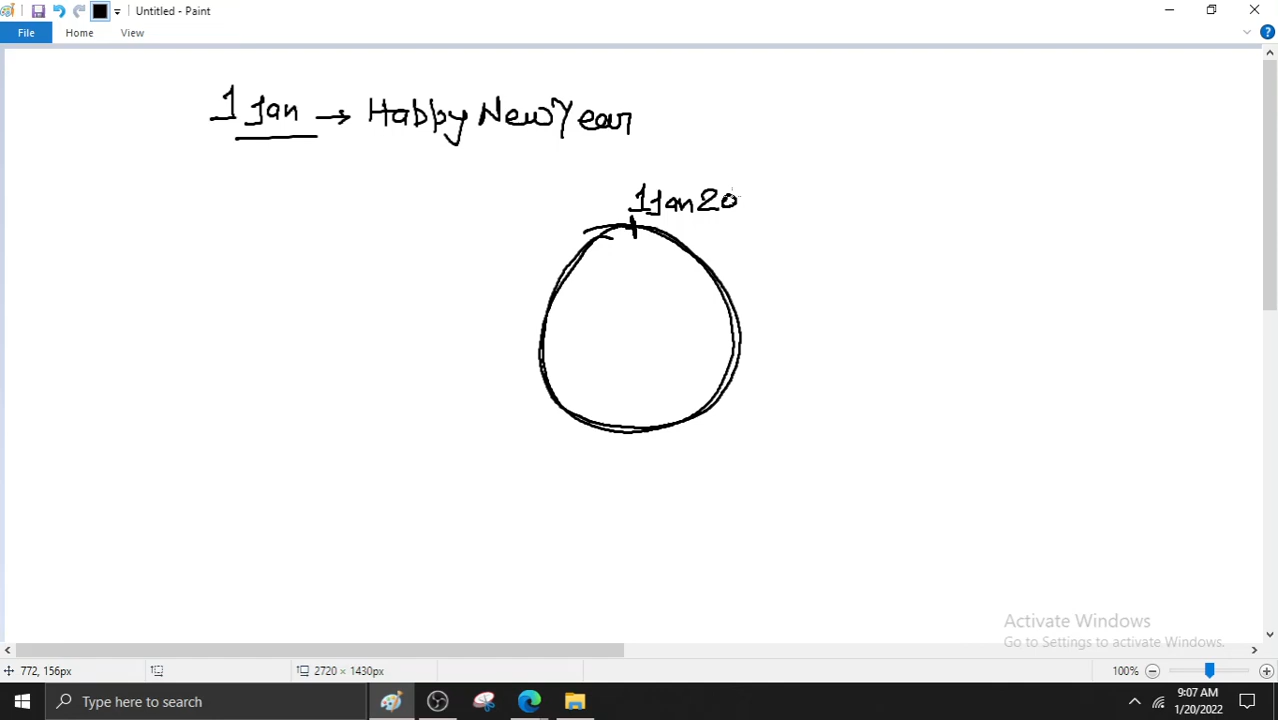 Untitled - Paint
File Home View
1 Jan → Happy New Year
1 Jan 20
Activate Windows
Go to Settings to activate Windows.
772, 156px 2720 × 1430px 100%
Type here to search
9:07 AM
1/20/2022